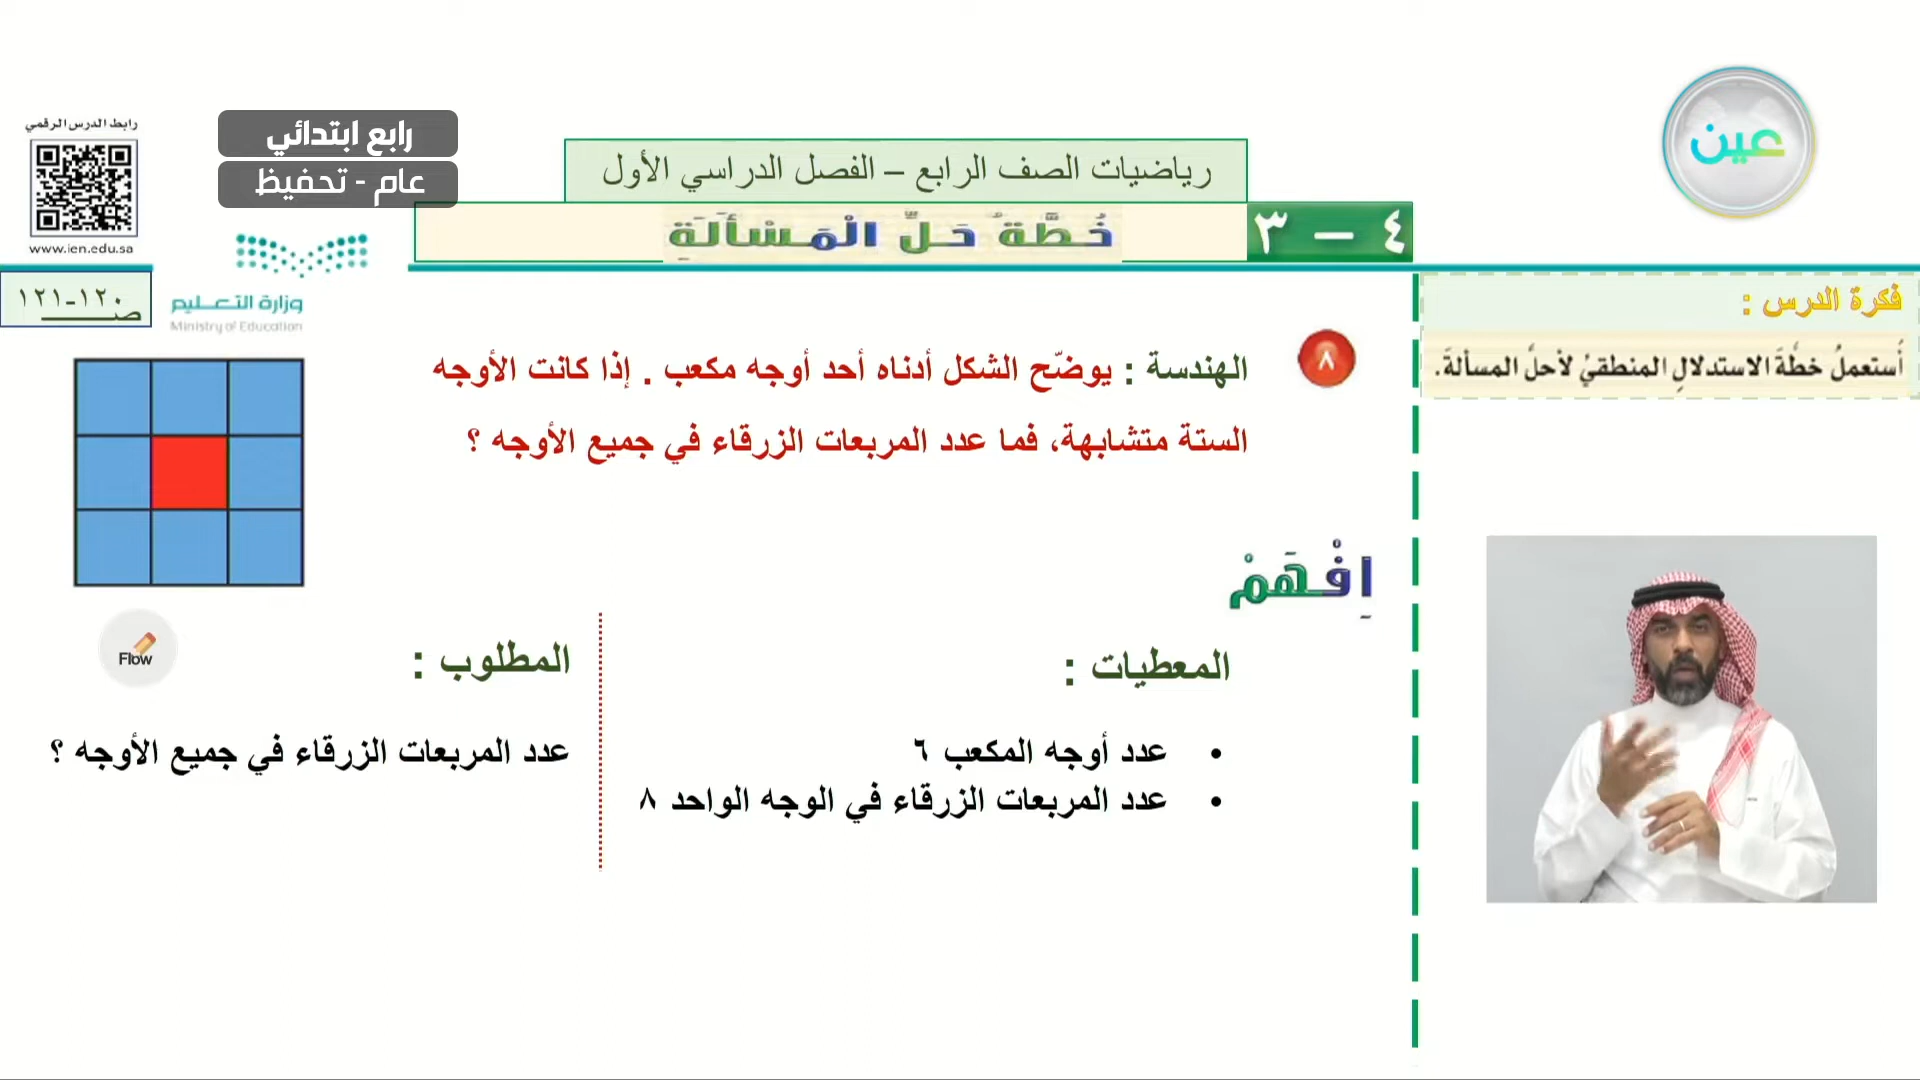 عين
رابط الدرس الرقمي
www.ien.edu.sa
رابع ابتدائي
عام - تحفيظ
رياضيات الصف الرابع – الفصل الدراسي الأول
٤ – ٣
خُطَّةُ حَلِّ الْمَسْأَلَةِ
وزارة التعليم
Ministry of Education
صـ ١٢٠-١٢١
فكرة الدرس :
أستعملُ خطَّةَ الاستدلالِ المنطقيِّ لأحلَّ المسألةَ.
٨
الهندسة : يوضّح الشكل أدناه أحد أوجه مكعب . إذا كانت الأوجه
الستة متشابهة، فما عدد المربعات الزرقاء في جميع الأوجه ؟
اِفْهَمْ
المعطيات :
• عدد أوجه المكعب ٦
• عدد المربعات الزرقاء في الوجه الواحد ٨
المطلوب :
عدد المربعات الزرقاء في جميع الأوجه ؟
Flow